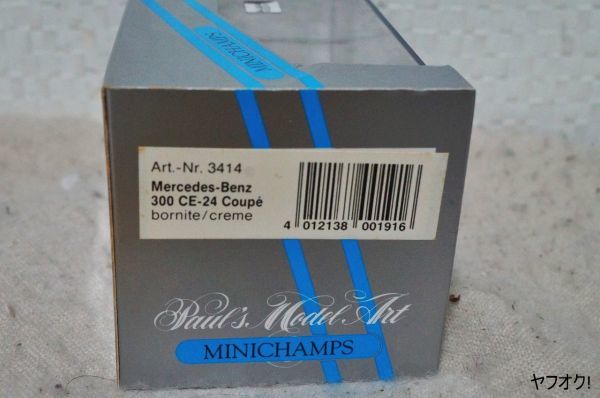 MINICHAMPS
Art.-Nr. 3414
Mercedes-Benz
300 CE-24 Coupé
bornite/creme
4 012138 001916
Paul's Model Art
MINICHAMPS
ヤフオク!